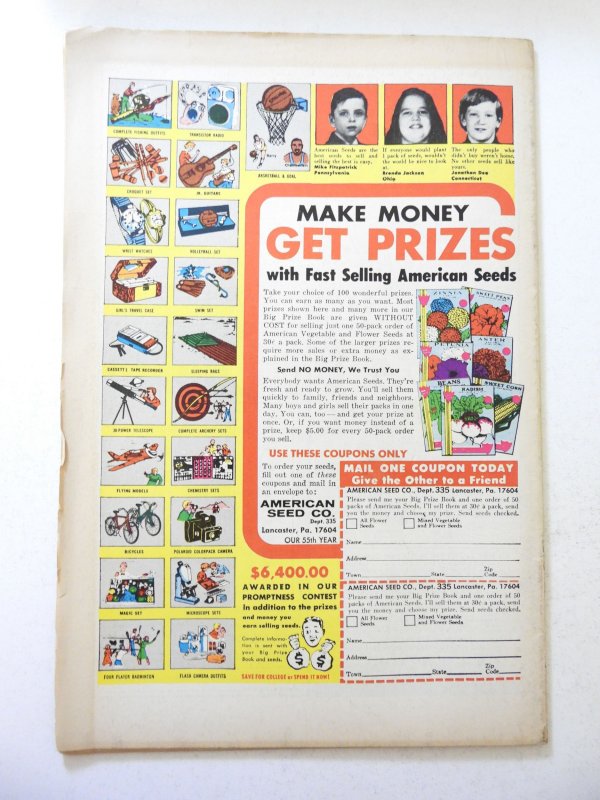 COMPLETE FISHING OUTFITS
TRANSISTOR RADIO
CROQUET SET
JR GUITARS
WRIST WATCHES
VOLLEYBALL SET
GIRL'S TRAVEL CASE
SWIM SETS
CASSETTE TAPE RECORDER
SLEEPING BAGS
30 POWER TELESCOPE
COMPLETE ARCHERY SETS
FLYING MODELS
CHEMISTRY SETS
BICYCLES
POLAROID COLORPACK CAMERA
MAGIC SET
MICROSCOPE SETS
FOUR PLAYER BADMINTON
FLASH CAMERA OUTFITS
BASKETBALL & GOAL
American Seeds are the
best seeds to sell and
selling the best is easy.
Mike Fitzpatrick
Pennsylvania
If everyone would plant
1 pack of seeds, wouldn't
the world be nice to look
Brenda Jackson
Ohio
The only people who
didn't buy weren't home.
No other seeds sell like
yours.
Jonathan Dee
Connecticut
MAKE MONEY
GET PRIZES
with Fast Selling American Seeds
Take your choice of 100 wonderful prizes.
You can earn as many as you want. Most
prizes shown here and many more in our
Big Prize Book are given WITHOUT
COST for selling just one 50-pack order of
American Vegetable and Flower Seeds at
30¢ a pack. Some of the larger prizes re-
quire more sales or extra money as ex-
plained in the Big Prize Book.
Send NO MONEY, We Trust You
Everybody wants American Seeds. They're
fresh and ready to grow. You'll sell them
quickly to family, friends and neighbors.
Many boys and girls sell their packs in one
day, You can, too — and get your prize at
once. Or, if you want money instead of a
prize, keep $5.00 for every 50-pack order
you sell.
ZINNIA
SWEET PEAS
PETUNIA
ASTER
BEANS
RADISH
SWEET CORN
USE THESE COUPONS ONLY
To order your seeds,
fill out one of these
coupons and mail in
an envelope to:
AMERICAN
SEED CO.
Dept. 335
Lancaster, Pa. 17604
OUR 55th YEAR
MAIL ONE COUPON TODAY
Give the Other to a Friend
AMERICAN SEED CO., Dept. 335 Lancaster, Pa. 17604
Please send me your Big Prize Book and one order of 50
packs of American Seeds. I'll sell them at 30¢ a pack, send
you the money and choose my prize. Send seeds checked.
All Flower Seeds
Mixed Vegetable and Flower Seeds
Name
Address
Town State Zip Code
AMERICAN SEED CO., Dept. 335 Lancaster, Pa. 17604
Please send me your Big Prize Book and one order of 50
packs of American Seeds. I'll sell them at 30¢ a pack, send
you the money and choose my prize. Send seeds checked.
All Flower Seeds
Mixed Vegetable and Flower Seeds
Name
Address
Town State Zip Code
$6,400.00
AWARDED IN OUR
PROMPTNESS CONTEST
In addition to the prizes
and money you
earn selling seeds.
Complete informa-
tion is sent with
your Big Prize
Book and seeds.
$ $
SAVE FOR COLLEGE or SPEND IT NOW!